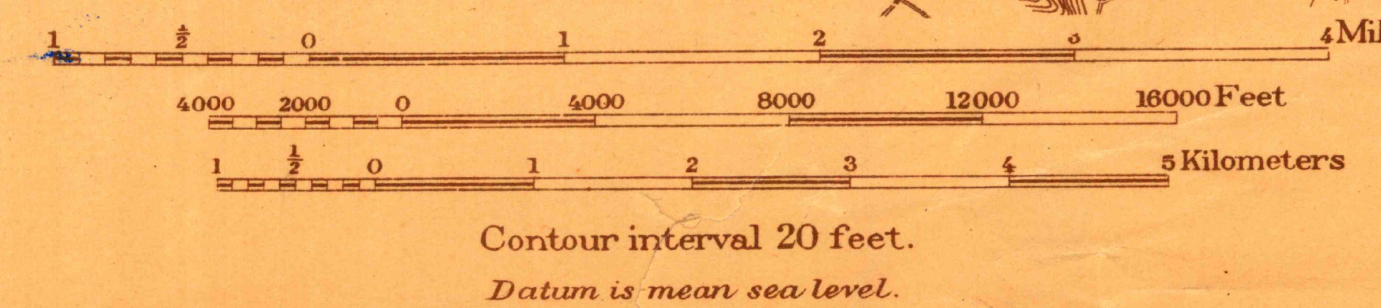 1 ½ 0 1 2 3 4
4000 2000 0 4000 8000 12000 16000 Feet
1 ½ 0 1 2 3 4 5 Kilometers
Contour interval 20 feet.
Datum is mean sea level.